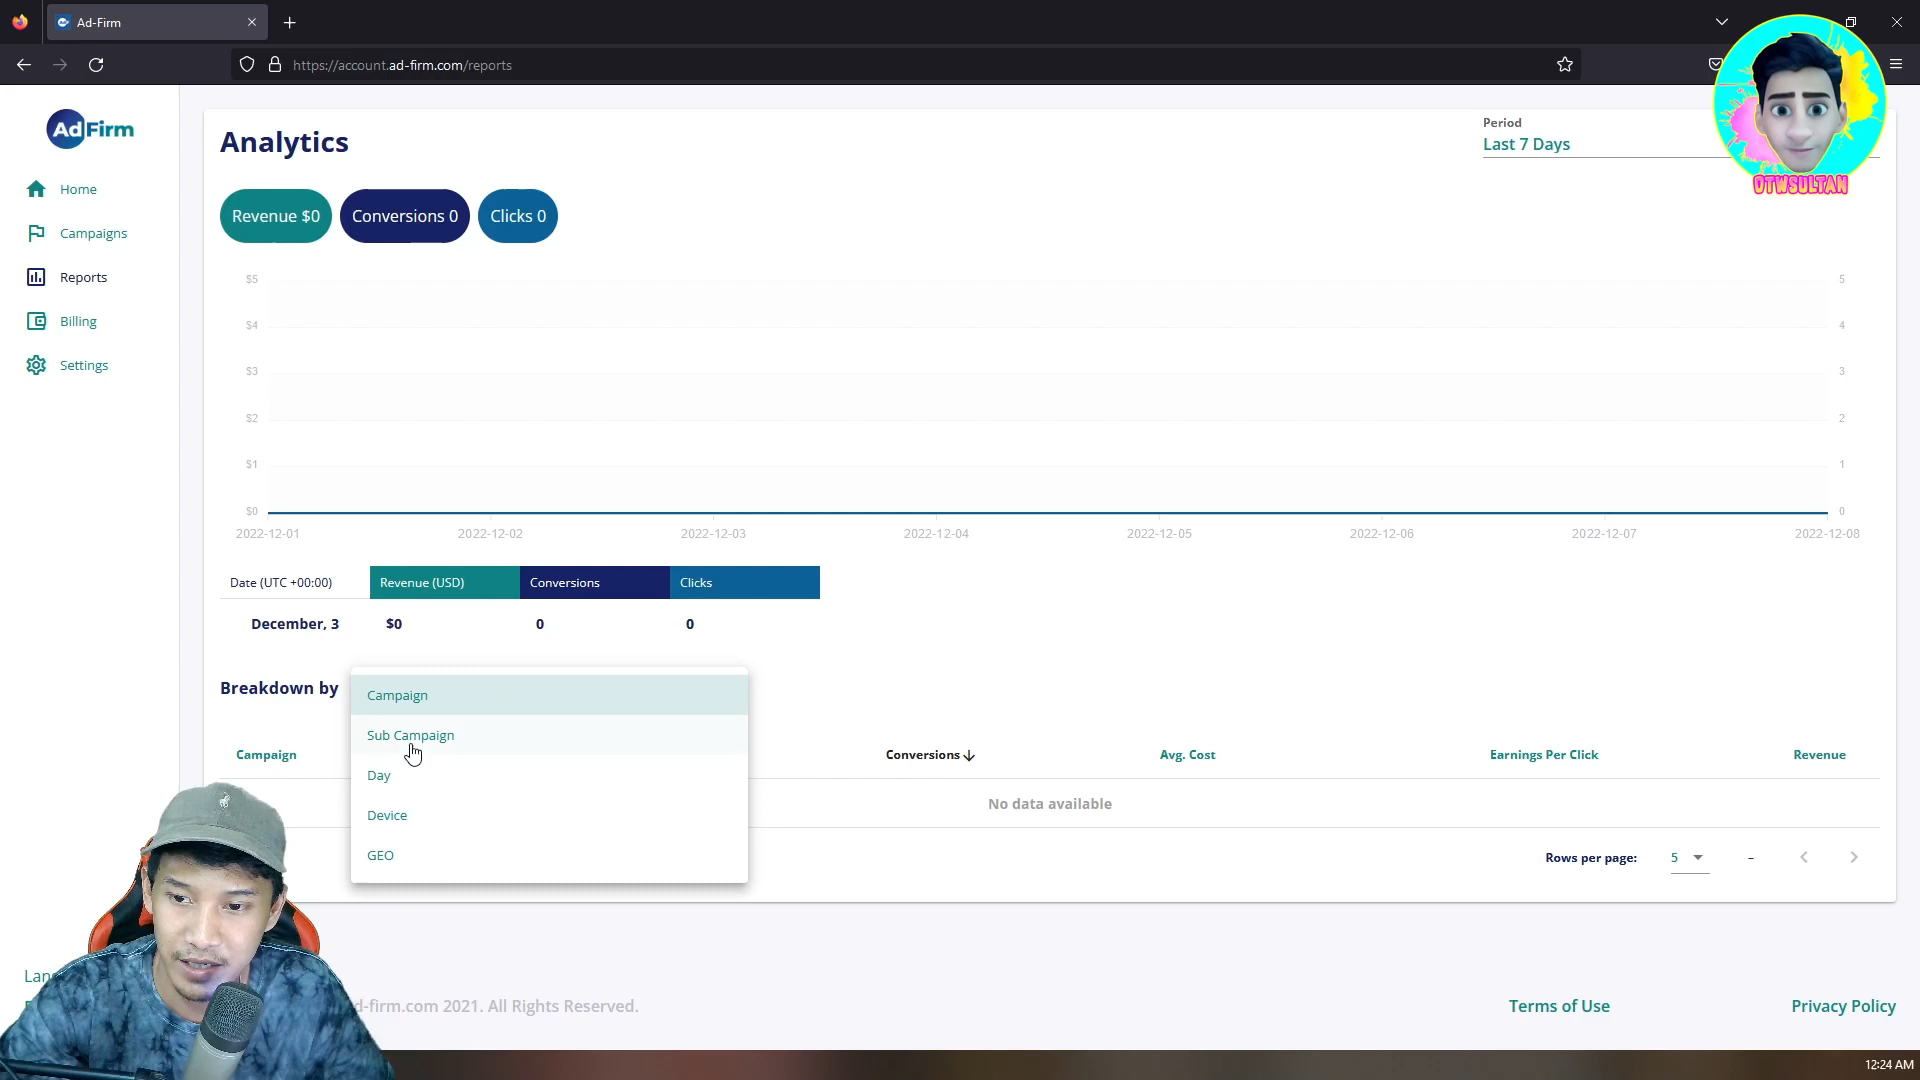 Ad-Firm
https://account.ad-firm.com/reports
OTWSULTAN
AdFirm
Home
Campaigns
Reports
Billing
Settings
Analytics
Period
Last 7 Days
Revenue $0
Conversions 0
Clicks 0
$5 5
$4 4
$3 3
$2 2
$1 1
$0 0
2022-12-01 2022-12-02 2022-12-03 2022-12-04 2022-12-05 2022-12-06 2022-12-07 2022-12-08
Date (UTC +00:00) Revenue (USD) Conversions Clicks
December, 3 $0 0 0
Breakdown by
Campaign
Sub Campaign
Day
Device
GEO
Campaign Conversions Avg. Cost Earnings Per Click Revenue
No data available
Rows per page: 5 –
d-firm.com 2021. All Rights Reserved.
Terms of Use
Privacy Policy
12:24 AM